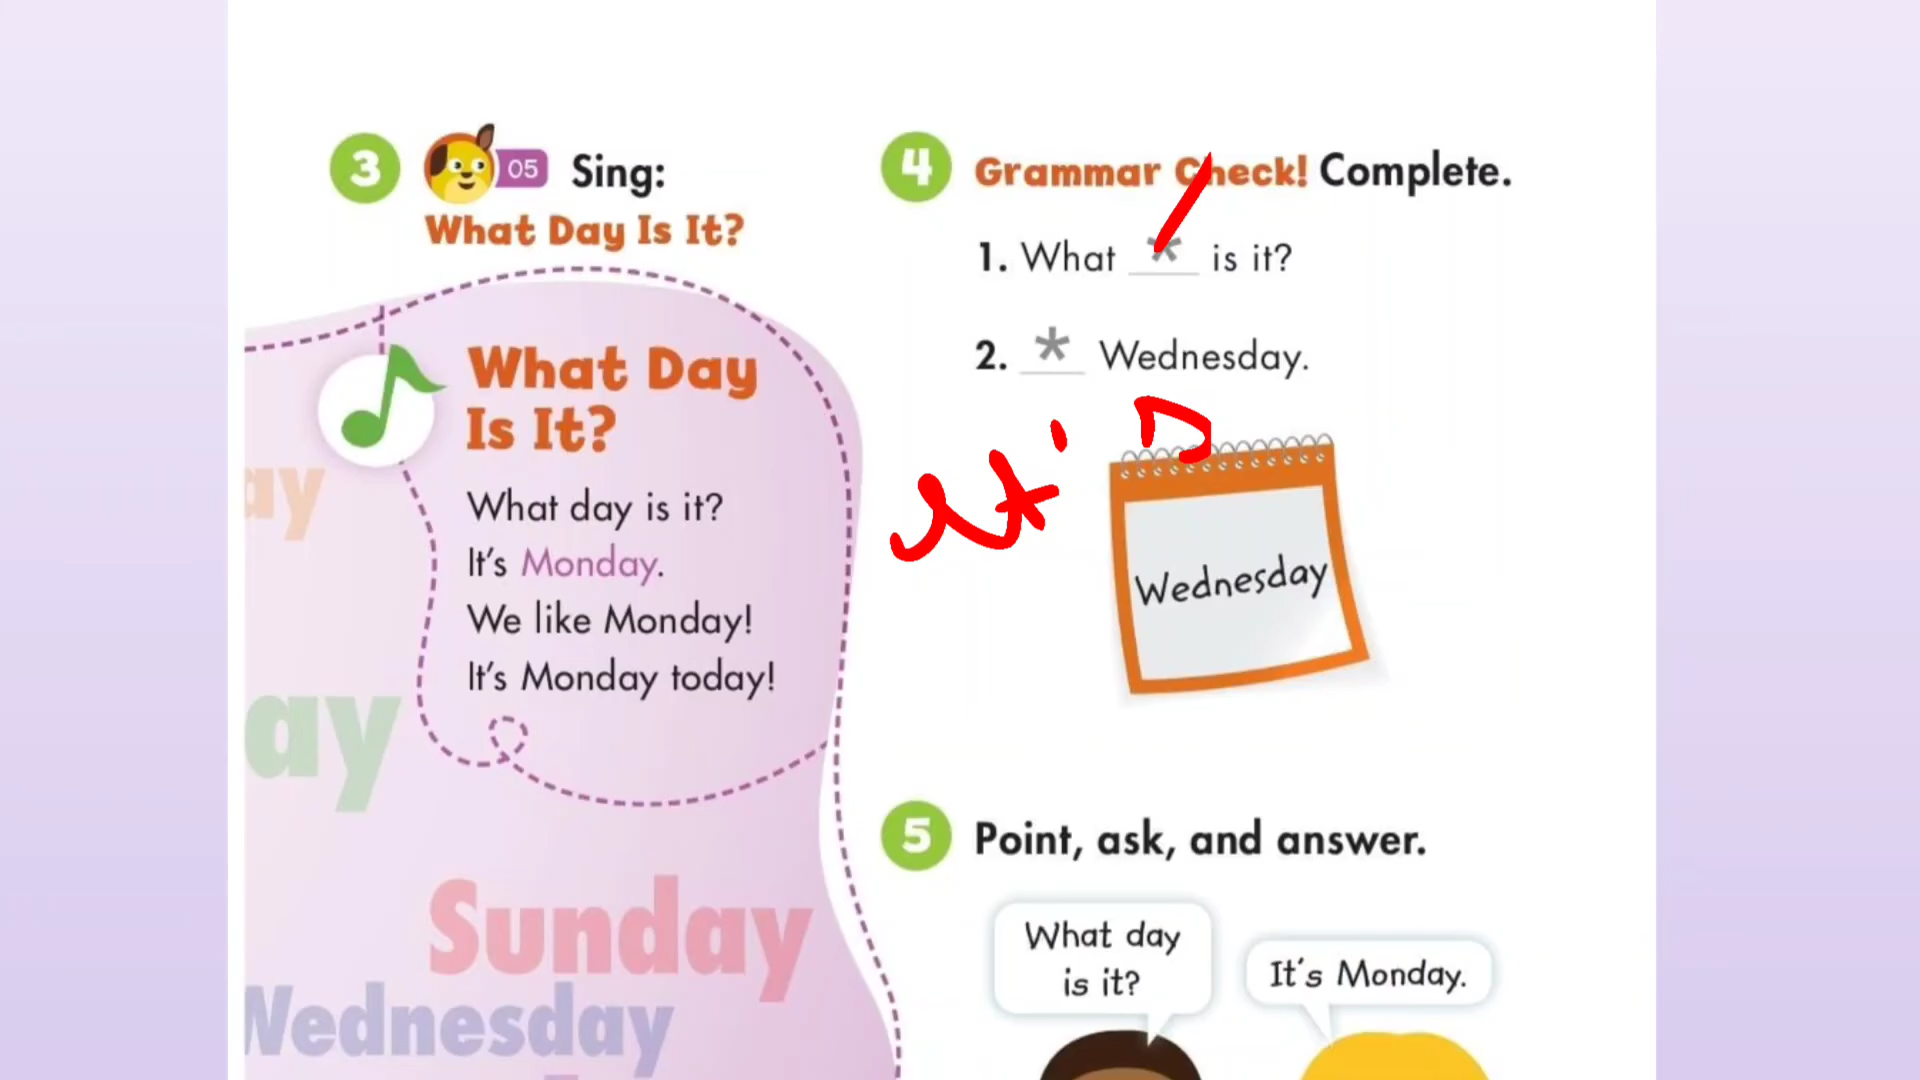 3 05 Sing:
What Day Is It?
What Day
Is It?
What day is it?
It's Monday.
We like Monday!
It's Monday today!
ay
ay
Sunday
Wednesday
4 Grammar Check! Complete.
1. What * is it?
2. * Wednesday.
It's
Wednesday
5 Point, ask, and answer.
What day
is it?
It's Monday.